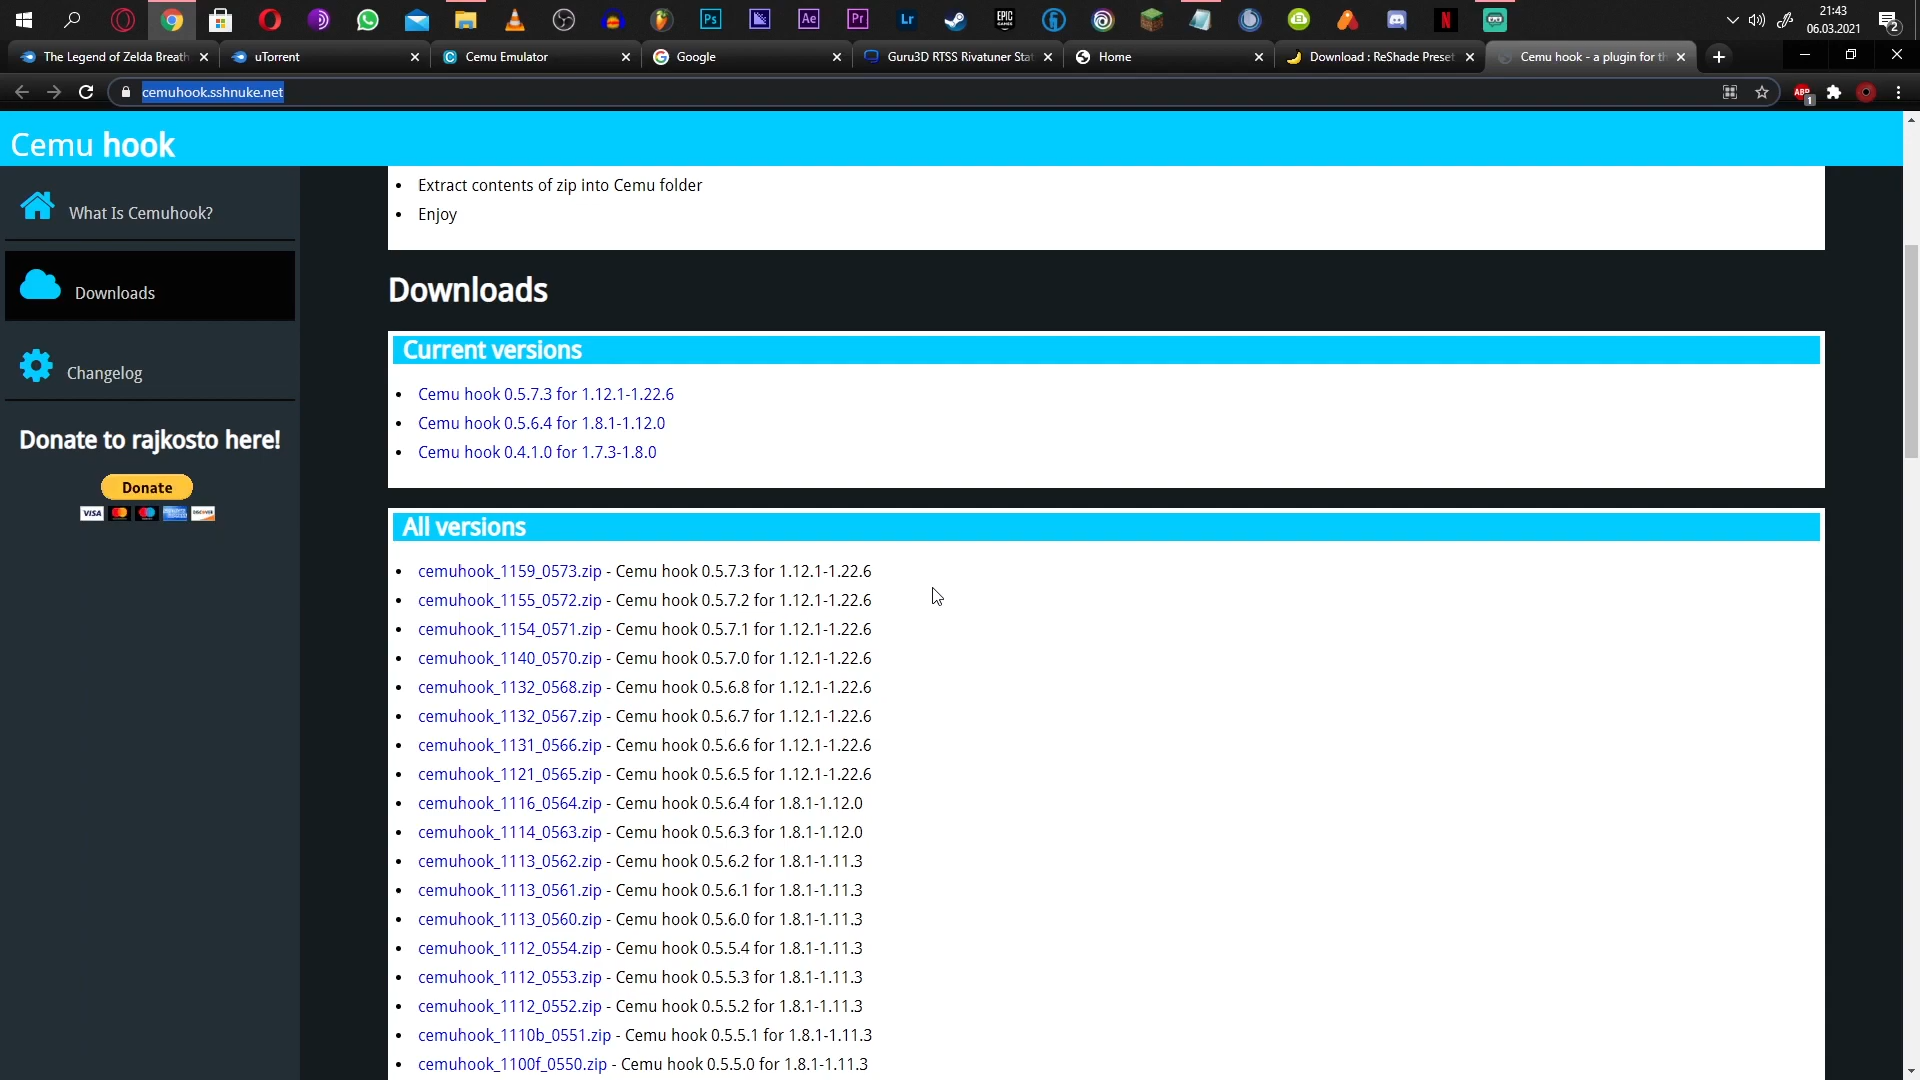 21:43
06.03.2021
2
The Legend of Zelda Breath
uTorrent
Cemu Emulator
Google
Guru3D RTSS Rivatuner Stat
Home
Download : ReShade Preset
Cemu hook - a plugin for th
cemuhook.sshnuke.net
ABP
1
Cemu hook
What Is Cemuhook?
Downloads
Changelog
Donate to rajkosto here!
Donate
VISA
DISCOVER
Extract contents of zip into Cemu folder
Enjoy
Downloads
Current versions
Cemu hook 0.5.7.3 for 1.12.1-1.22.6
Cemu hook 0.5.6.4 for 1.8.1-1.12.0
Cemu hook 0.4.1.0 for 1.7.3-1.8.0
All versions
cemuhook_1159_0573.zip - Cemu hook 0.5.7.3 for 1.12.1-1.22.6
cemuhook_1155_0572.zip - Cemu hook 0.5.7.2 for 1.12.1-1.22.6
cemuhook_1154_0571.zip - Cemu hook 0.5.7.1 for 1.12.1-1.22.6
cemuhook_1140_0570.zip - Cemu hook 0.5.7.0 for 1.12.1-1.22.6
cemuhook_1132_0568.zip - Cemu hook 0.5.6.8 for 1.12.1-1.22.6
cemuhook_1132_0567.zip - Cemu hook 0.5.6.7 for 1.12.1-1.22.6
cemuhook_1131_0566.zip - Cemu hook 0.5.6.6 for 1.12.1-1.22.6
cemuhook_1121_0565.zip - Cemu hook 0.5.6.5 for 1.12.1-1.22.6
cemuhook_1116_0564.zip - Cemu hook 0.5.6.4 for 1.8.1-1.12.0
cemuhook_1114_0563.zip - Cemu hook 0.5.6.3 for 1.8.1-1.12.0
cemuhook_1113_0562.zip - Cemu hook 0.5.6.2 for 1.8.1-1.11.3
cemuhook_1113_0561.zip - Cemu hook 0.5.6.1 for 1.8.1-1.11.3
cemuhook_1113_0560.zip - Cemu hook 0.5.6.0 for 1.8.1-1.11.3
cemuhook_1112_0554.zip - Cemu hook 0.5.5.4 for 1.8.1-1.11.3
cemuhook_1112_0553.zip - Cemu hook 0.5.5.3 for 1.8.1-1.11.3
cemuhook_1112_0552.zip - Cemu hook 0.5.5.2 for 1.8.1-1.11.3
cemuhook_1110b_0551.zip - Cemu hook 0.5.5.1 for 1.8.1-1.11.3
cemuhook_1100f_0550.zip - Cemu hook 0.5.5.0 for 1.8.1-1.11.3